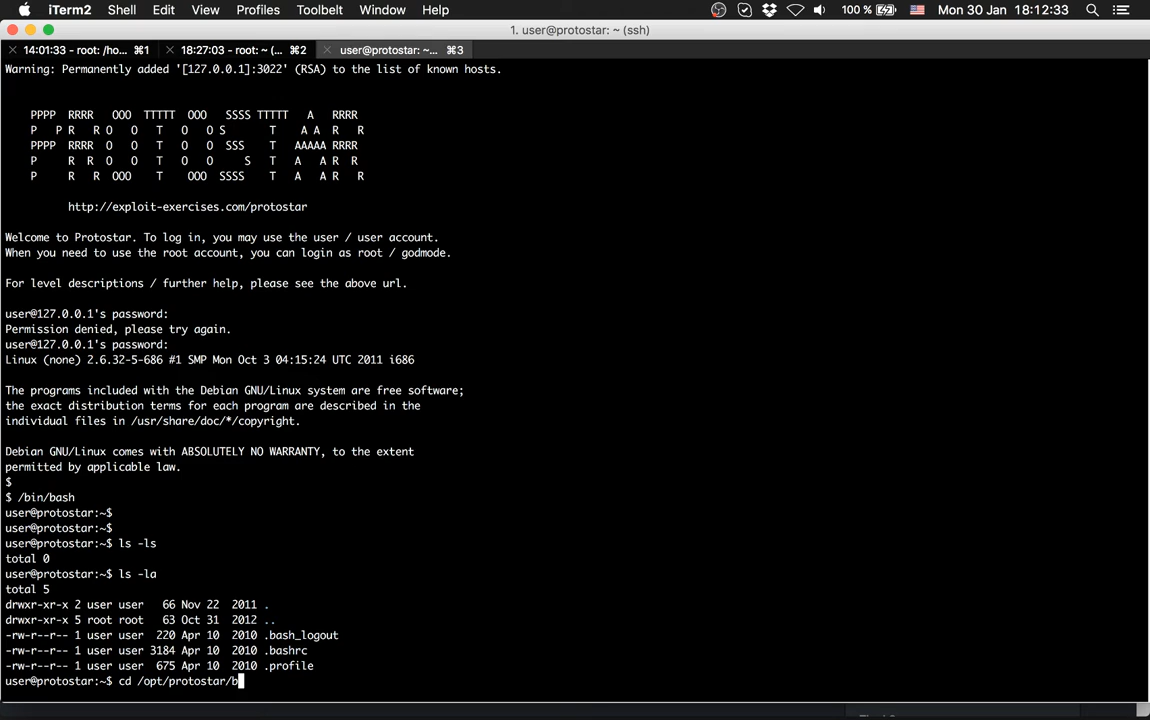 iTerm2 Shell Edit View Profiles Toolbelt Window Help 100 % Mon 30 Jan 18:12:33
1. user@protostar: ~ (ssh)
14:01:33 - root: /ho... ⌘1 18:27:03 - root: ~ (... ⌘2 user@protostar: ~... ⌘3
Warning: Permanently added '[127.0.0.1]:3022' (RSA) to the list of known hosts.
PPPP RRRR OOO TTTTT OOO SSSS TTTTT A RRRR
P PR RO O T O O S T A A R R
PPPP RRRR O O T O O SSS T AAAAA RRRR
P R R O O T O O S T A A R R
P R R OOO T OOO SSSS T A A R R
http://exploit-exercises.com/protostar
Welcome to Protostar. To log in, you may use the user / user account.
When you need to use the root account, you can login as root / godmode.
For level descriptions / further help, please see the above url.
user@127.0.0.1's password:
Permission denied, please try again.
user@127.0.0.1's password:
Linux (none) 2.6.32-5-686 #1 SMP Mon Oct 3 04:15:24 UTC 2011 i686
The programs included with the Debian GNU/Linux system are free software;
the exact distribution terms for each program are described in the
individual files in /usr/share/doc/*/copyright.
Debian GNU/Linux comes with ABSOLUTELY NO WARRANTY, to the extent
permitted by applicable law.
$
$ /bin/bash
user@protostar:~$
user@protostar:~$
user@protostar:~$ ls -ls
total 0
user@protostar:~$ ls -la
total 5
drwxr-xr-x 2 user user 66 Nov 22 2011 .
drwxr-xr-x 5 root root 63 Oct 31 2012 ..
-rw-r--r-- 1 user user 220 Apr 10 2010 .bash_logout
-rw-r--r-- 1 user user 3184 Apr 10 2010 .bashrc
-rw-r--r-- 1 user user 675 Apr 10 2010 .profile
user@protostar:~$ cd /opt/protostar/b